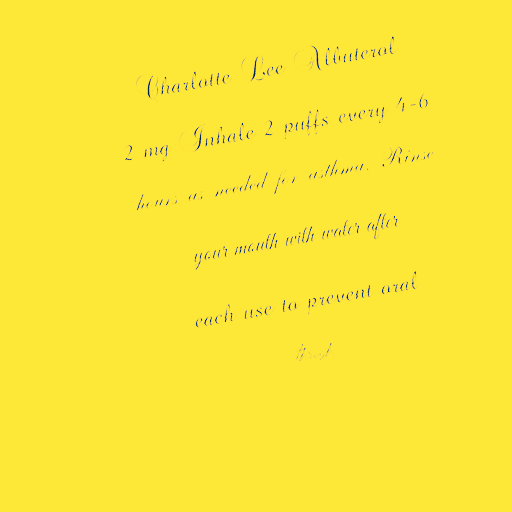 Charlotte Lee Albuterol
2 mg Inhale 2 puffs every 4-6
hours as needed for asthma. Rinse
your mouth with water after
each use to prevent oral